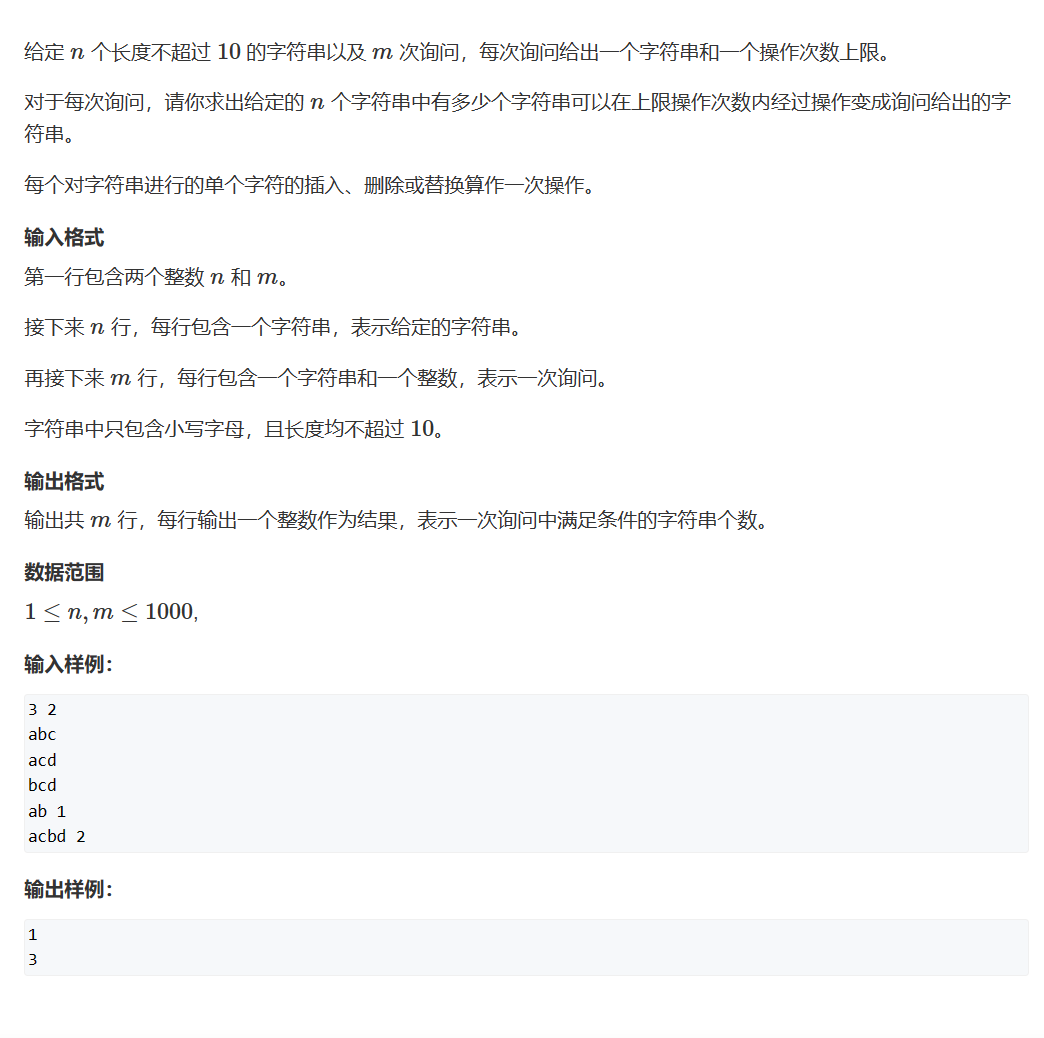 给定 n 个长度不超过 10 的字符串以及 m 次询问，每次询问给出一个字符串和一个操作次数上限。
对于每次询问，请你求出给定的 n 个字符串中有多少个字符串可以在上限操作次数内经过操作变成询问给出的字
符串。
每个对字符串进行的单个字符的插入、删除或替换算作一次操作。
输入格式
第一行包含两个整数 n 和 m。
接下来 n 行，每行包含一个字符串，表示给定的字符串。
再接下来 m 行，每行包含一个字符串和一个整数，表示一次询问。
字符串中只包含小写字母，且长度均不超过 10。
输出格式
输出共 m 行，每行输出一个整数作为结果，表示一次询问中满足条件的字符串个数。
数据范围
1 ≤ n, m ≤ 1000,
输入样例：
3 2
abc
acd
bcd
ab 1
acbd 2
输出样例：
1
3